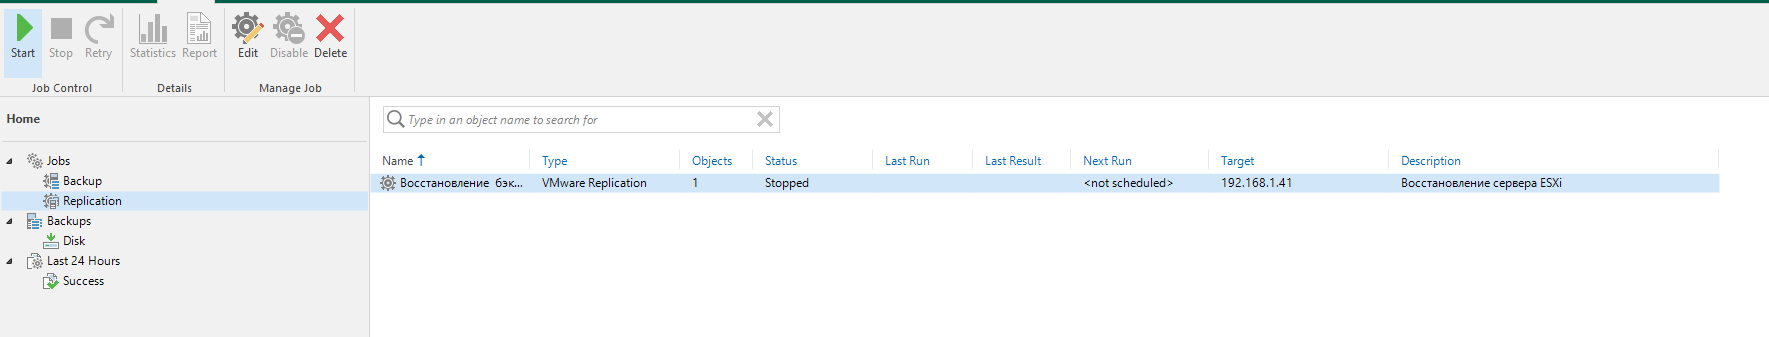 Start Stop Retry Statistics Report Edit Disable Delete
Job Control Details Manage Job
Home
Type in an object name to search for
Jobs
Backup
Replication
Backups
Disk
Last 24 Hours
Success
Name Type Objects Status Last Run Last Result Next Run Target Description
Восстановление бэк... VMware Replication 1 Stopped <not scheduled> 192.168.1.41 Восстановление сервера ESXi